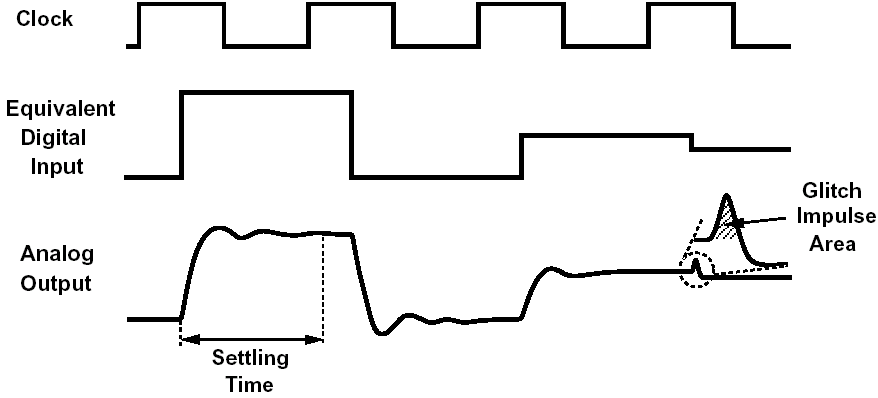 Clock
Equivalent
Digital
Input
Glitch
Impulse
Area
Analog
Output
Settling
Time